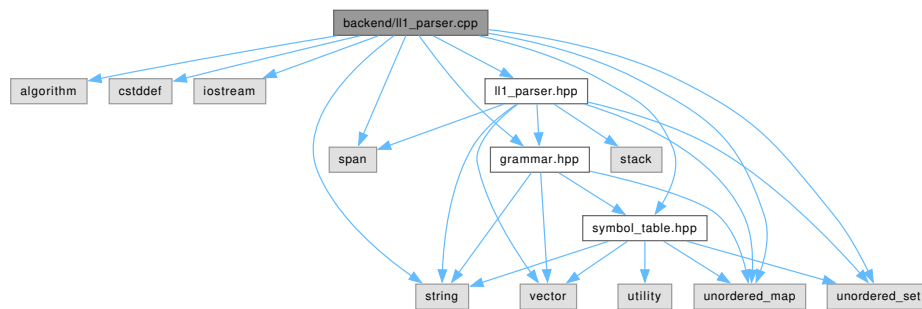 backend/ll1_parser.cpp
algorithm
cstddef
iostream
ll1_parser.hpp
span
grammar.hpp
stack
symbol_table.hpp
string
vector
utility
unordered_map
unordered_set